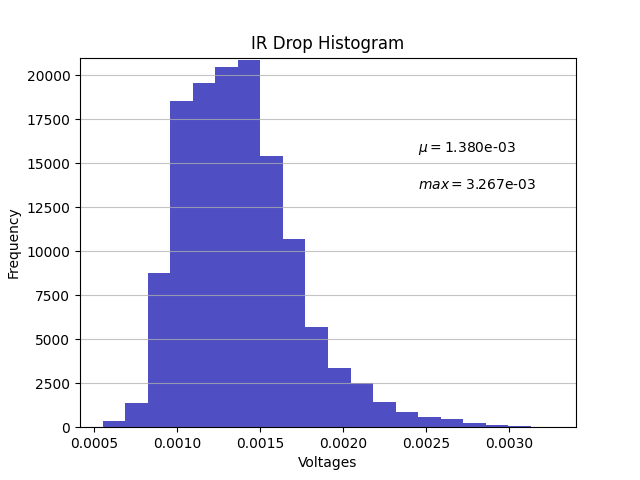 IR Drop Histogram
20000
17500
15000
12500
10000
7500
5000
2500
0
Frequency
μ = 1.380e-03
max = 3.267e-03
0.0005 0.0010 0.0015 0.0020 0.0025 0.0030
Voltages